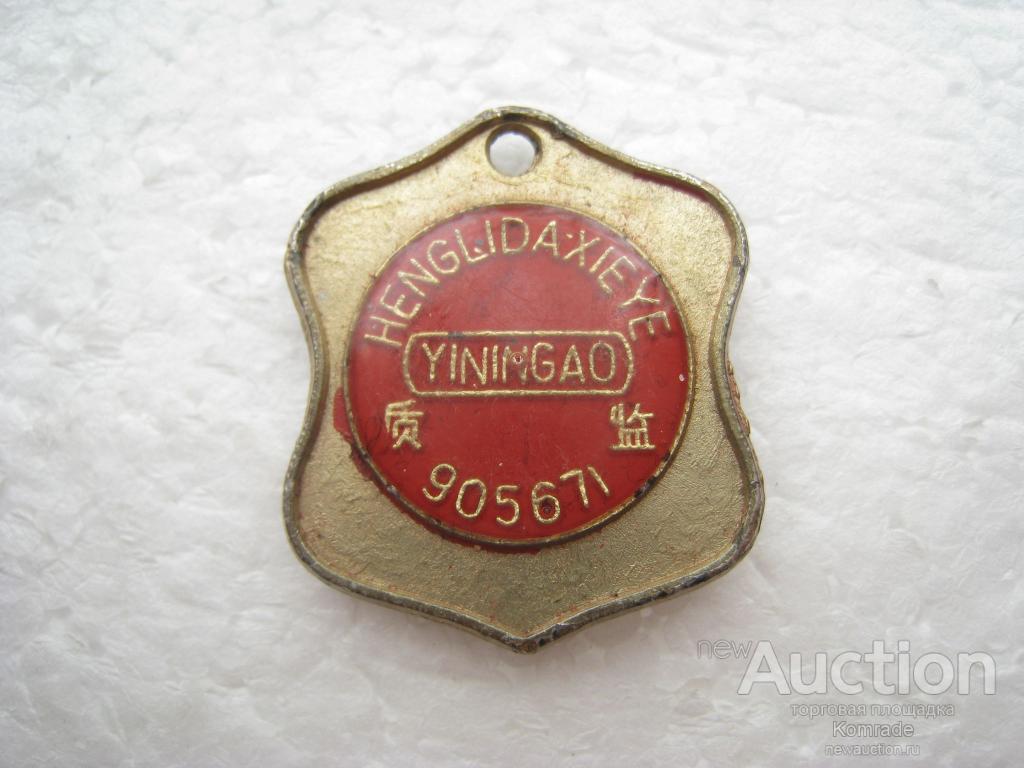 HENGLIDAXIEYE
YININGAO
质 监
905671
newAuction
торговая площадка
Komrade
newauction.ru